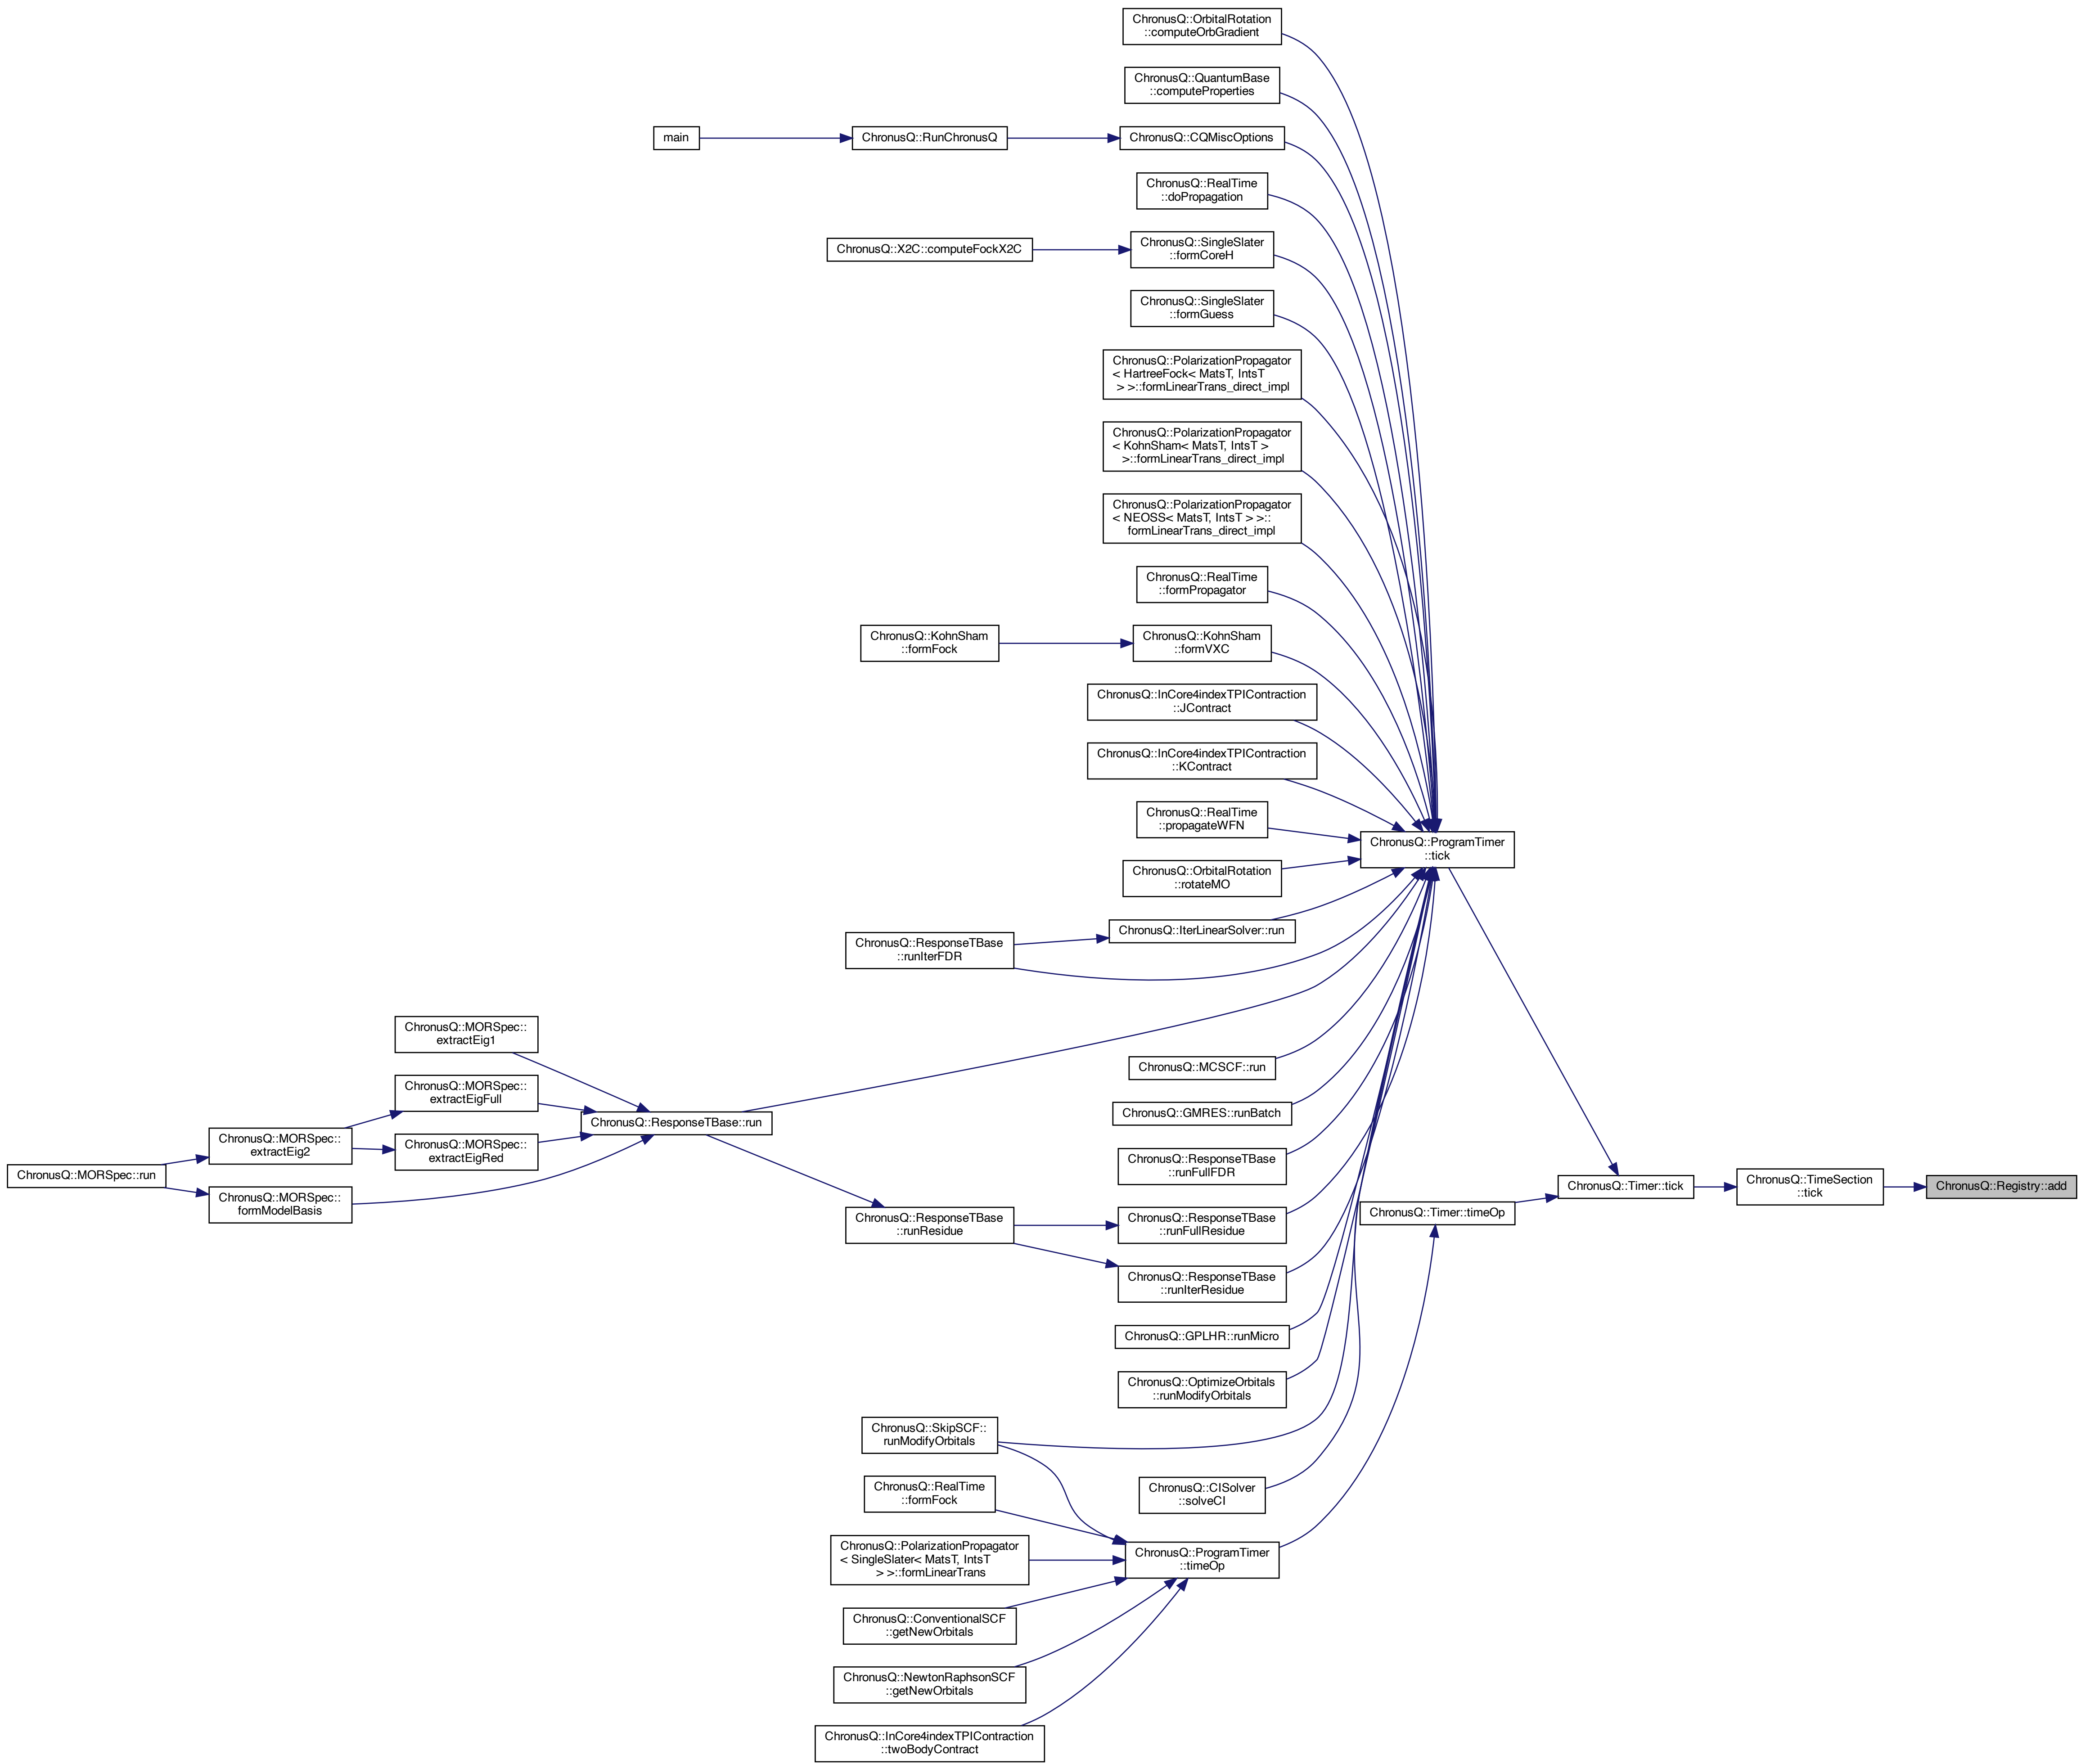 ChronusQ::OrbitalRotation
::computeOrbGradient
ChronusQ::QuantumBase
::computeProperties
main
ChronusQ::RunChronusQ
ChronusQ::CQMiscOptions
ChronusQ::RealTime
::doPropagation
ChronusQ::X2C::computeFockX2C
ChronusQ::SingleSlater
::formCoreH
ChronusQ::SingleSlater
::formGuess
ChronusQ::PolarizationPropagator
< HartreeFock< MatsT, IntsT
> >::formLinearTrans_direct_impl
ChronusQ::PolarizationPropagator
< KohnSham< MatsT, IntsT >
>::formLinearTrans_direct_impl
ChronusQ::PolarizationPropagator
< NEOSS< MatsT, IntsT > >::
formLinearTrans_direct_impl
ChronusQ::RealTime
::formPropagator
ChronusQ::KohnSham
::formFock
ChronusQ::KohnSham
::formVXC
ChronusQ::InCore4indexTPIContraction
::JContract
ChronusQ::InCore4indexTPIContraction
::KContract
ChronusQ::RealTime
::propagateWFN
ChronusQ::ProgramTimer
::tick
ChronusQ::OrbitalRotation
::rotateMO
ChronusQ::IterLinearSolver::run
ChronusQ::ResponseTBase
::runIterFDR
ChronusQ::MORSpec::
extractEig1
ChronusQ::MCSCF::run
ChronusQ::MORSpec::
extractEigFull
ChronusQ::GMRES::runBatch
ChronusQ::ResponseTBase::run
ChronusQ::MORSpec::
extractEig2
ChronusQ::MORSpec::
extractEigRed
ChronusQ::ResponseTBase
::runFullFDR
ChronusQ::MORSpec::run
ChronusQ::Timer::tick
ChronusQ::TimeSection
::tick
ChronusQ::Registry::add
ChronusQ::MORSpec::
formModelBasis
ChronusQ::Timer::timeOp
ChronusQ::ResponseTBase
::runResidue
ChronusQ::ResponseTBase
::runFullResidue
ChronusQ::ResponseTBase
::runIterResidue
ChronusQ::GPLHR::runMicro
ChronusQ::OptimizeOrbitals
::runModifyOrbitals
ChronusQ::SkipSCF::
runModifyOrbitals
ChronusQ::RealTime
::formFock
ChronusQ::CISolver
::solveCI
ChronusQ::PolarizationPropagator
< SingleSlater< MatsT, IntsT
> >::formLinearTrans
ChronusQ::ProgramTimer
::timeOp
ChronusQ::ConventionalSCF
::getNewOrbitals
ChronusQ::NewtonRaphsonSCF
::getNewOrbitals
ChronusQ::InCore4indexTPIContraction
::twoBodyContract